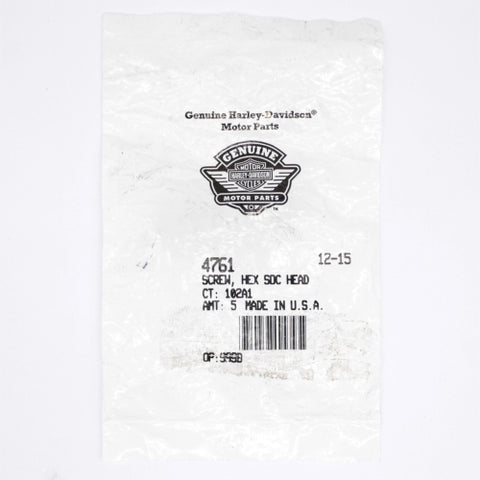 Genuine Harley-Davidson®
Motor Parts
GENUINE
MOTOR
HARLEY-DAVIDSON
CYCLES
MOTOR PARTS
™
4761 12-15
SCREW, HEX SOC HEAD
CT: 102A1
AMT: 5 MADE IN U.S.A.
OP: